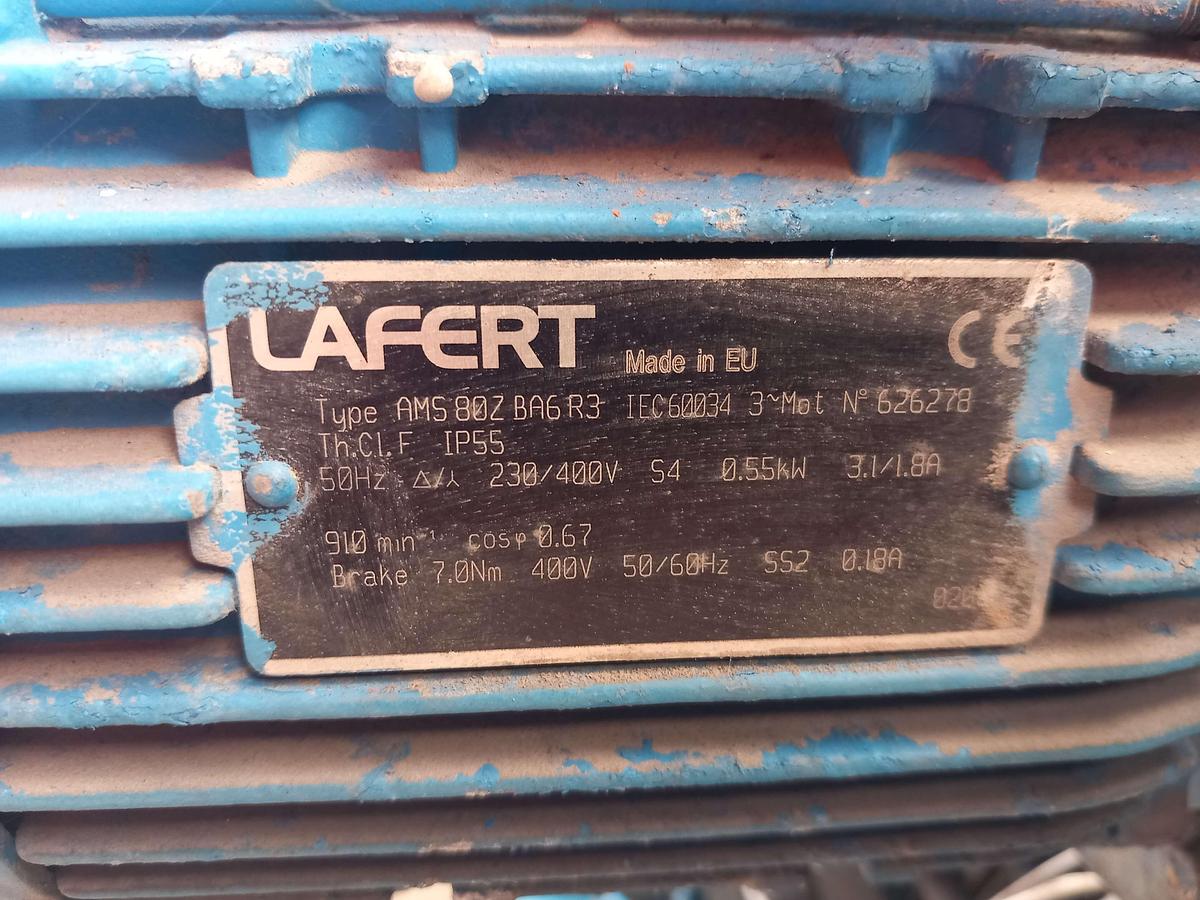 LAFERT Made in EU CE
Type AMS 80Z BA6 R3 IEC60034 3~Mot N° 626278
Th.Cl.F IP55
50Hz Δ/⅄ 230/400V S4 0.55kW 3.1/1.8A
910 min⁻¹ cosφ 0.67
Brake 7.0Nm 400V 50/60Hz SS2 0.18A